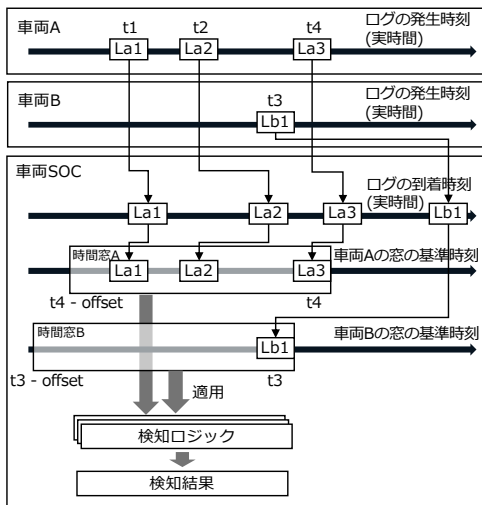 車両A
t1
t2
t4
ログの発生時刻
(実時間)
La1
La2
La3
車両B
t3
ログの発生時刻
(実時間)
Lb1
車両SOC
ログの到着時刻
(実時間)
La1
La2
La3
Lb1
時間窓A
La1
La2
La3
車両Aの窓の基準時刻
t4 - offset
t4
時間窓B
Lb1
車両Bの窓の基準時刻
t3 - offset
t3
適用
検知ロジック
検知結果